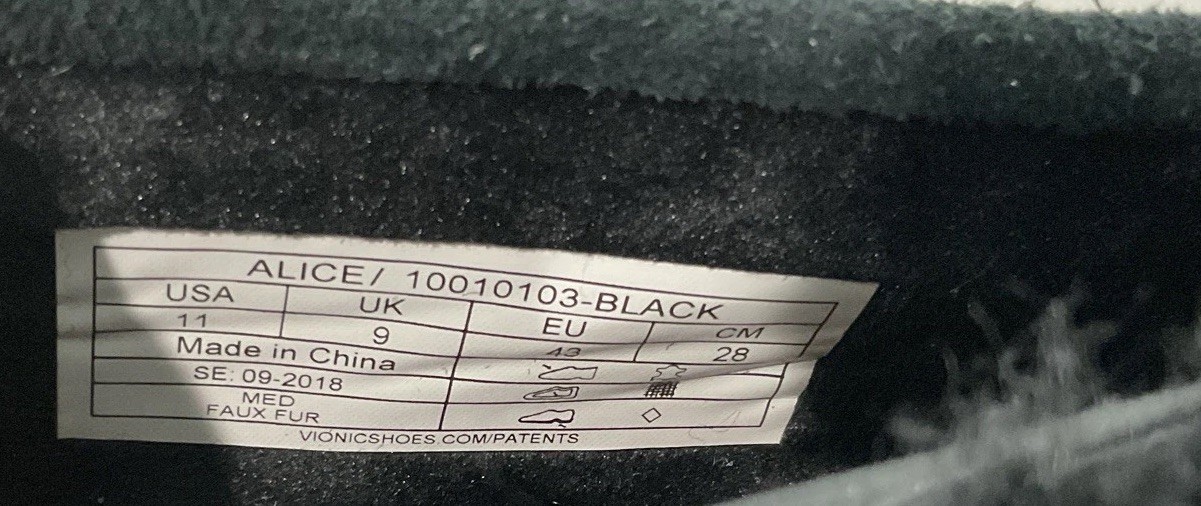 ALICE/ 10010103-BLACK
USA UK EU CM
11 9 43 28
Made in China
SE: 09-2018
MED
FAUX FUR
VIONICSHOES.COM/PATENTS